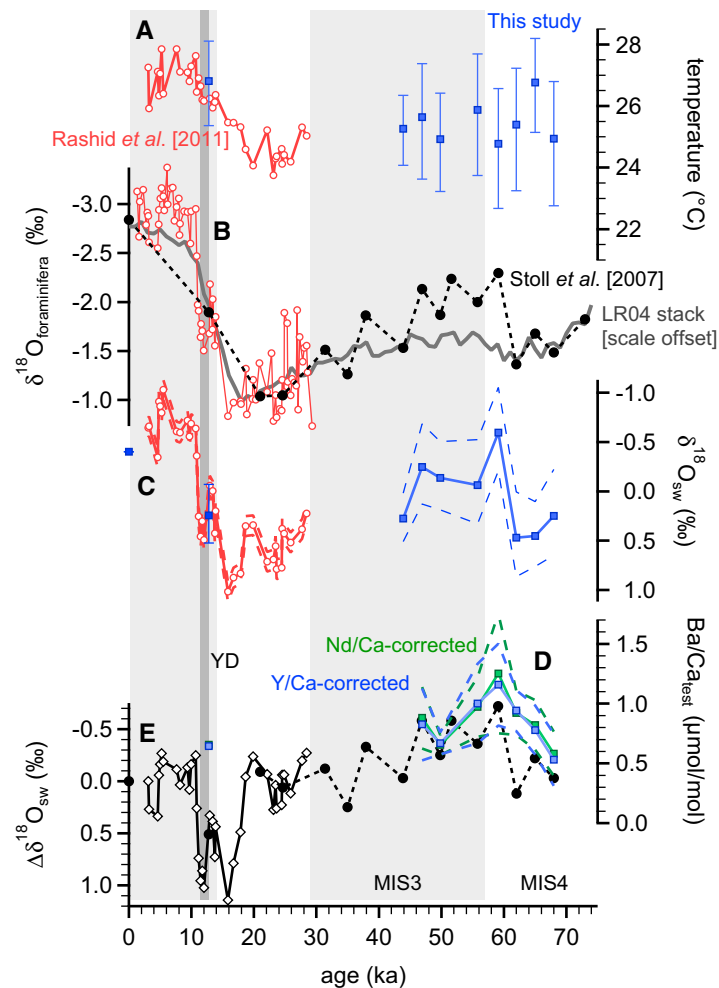 A
This study
28
26
24
22
temperature
(°C)
Rashid et al. [2011]
B
-3.0
-2.5
-2.0
-1.5
-1.0
δ18Oforaminifera (‰)
Stoll et al. [2007]
LR04 stack
[scale offset]
C
-1.0
-0.5
0.0
0.5
1.0
δ18Osw
(‰)
Nd/Ca-corrected
D
YD
Y/Ca-corrected
1.5
1.0
0.5
0.0
Ba/Catest
(μmol/mol)
E
-0.5
0.0
0.5
1.0
Δδ18Osw
(‰)
MIS3
MIS4
0 10 20 30 40 50 60 70
age (ka)